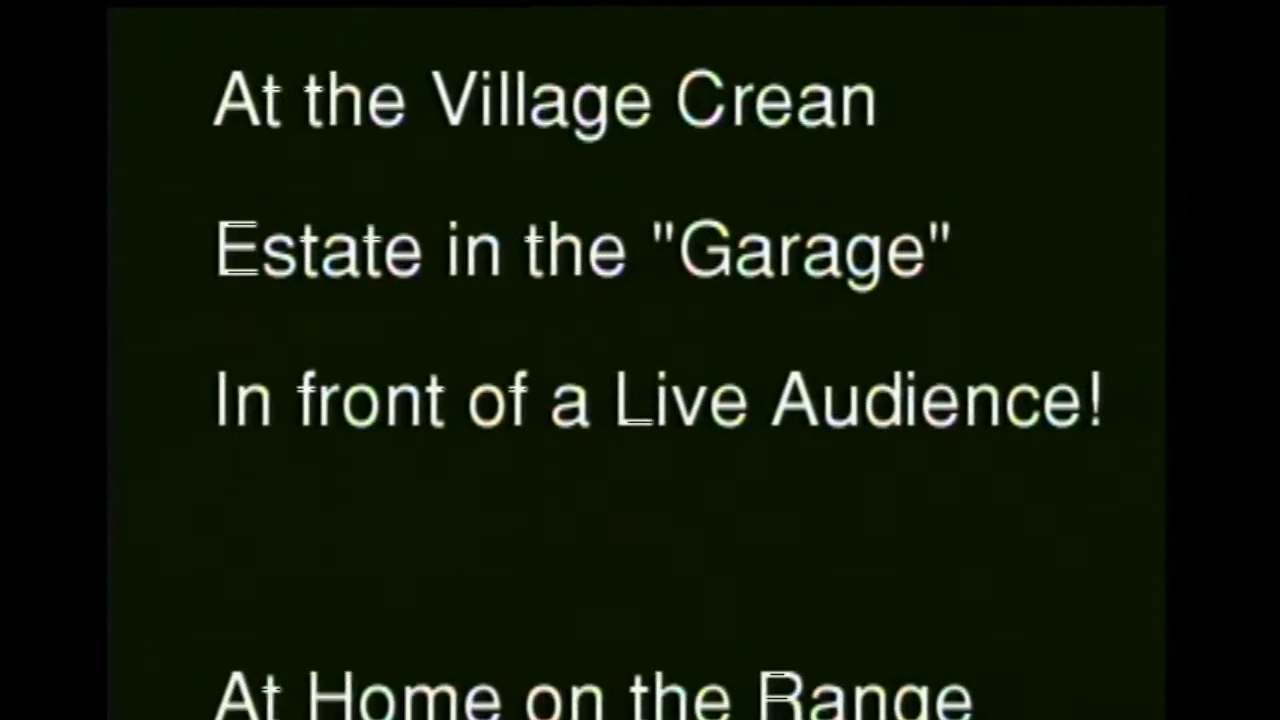 At the Village Crean
Estate in the "Garage"
In front of a Live Audience!
At Home on the Range